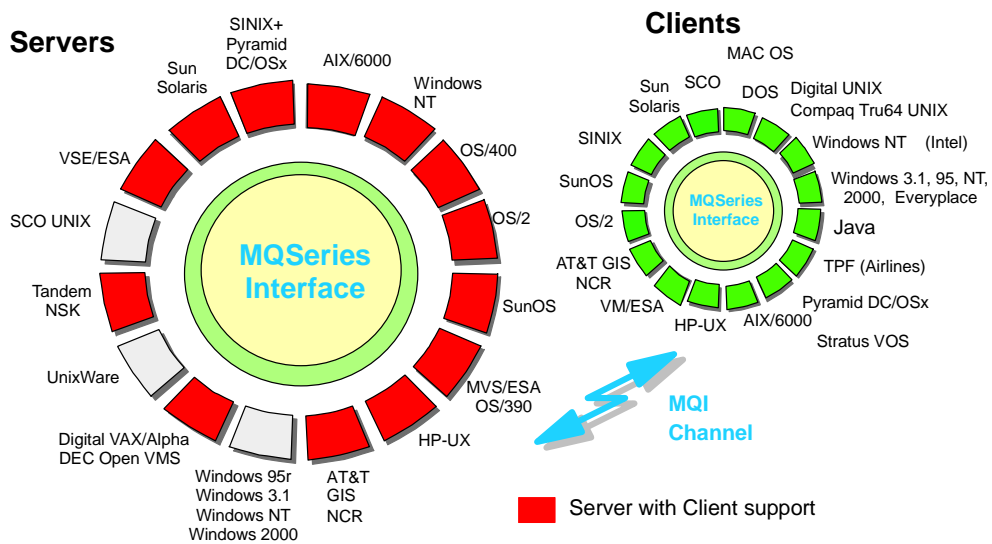 Servers
SINIX+
Pyramid
DC/OSx
AIX/6000
Windows
NT
OS/400
OS/2
SunOS
MVS/ESA
OS/390
HP-UX
AT&T
GIS
NCR
Windows 95r
Windows 3.1
Windows NT
Windows 2000
Digital VAX/Alpha
DEC Open VMS
UnixWare
Tandem
NSK
SCO UNIX
VSE/ESA
Sun
Solaris
MQSeries
Interface
Clients
MAC OS
SCO
DOS
Digital UNIX
Compaq Tru64 UNIX
Windows NT (Intel)
Windows 3.1, 95, NT,
2000, Everyplace
Java
TPF (Airlines)
Pyramid DC/OSx
Stratus VOS
AIX/6000
HP-UX
VM/ESA
AT&T GIS
NCR
OS/2
SunOS
SINIX
Sun
Solaris
MQSeries
Interface
MQI
Channel
Server with Client support